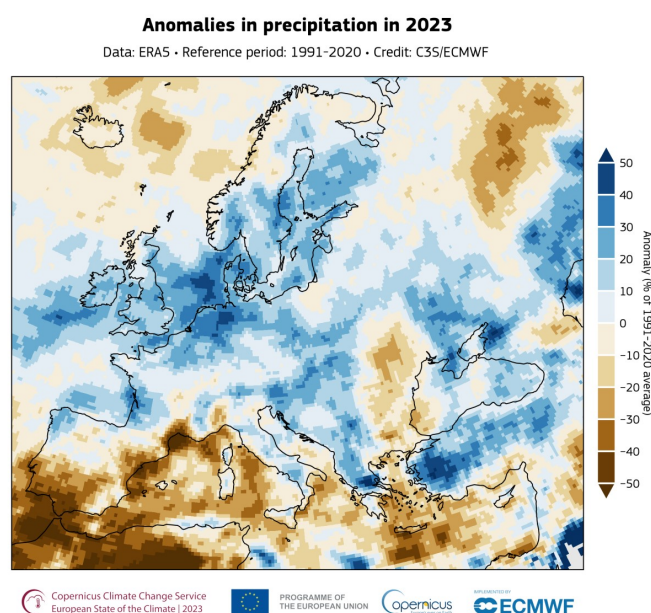 Anomalies in precipitation in 2023
Data: ERA5 • Reference period: 1991-2020 • Credit: C3S/ECMWF
50
40
30
20
10
0
-10
-20
-30
-40
-50
Anomaly (% of 1991-2020 average)
Copernicus Climate Change Service
European State of the Climate | 2023
PROGRAMME OF
THE EUROPEAN UNION
opernicus
IMPLEMENTED BY
ECMWF